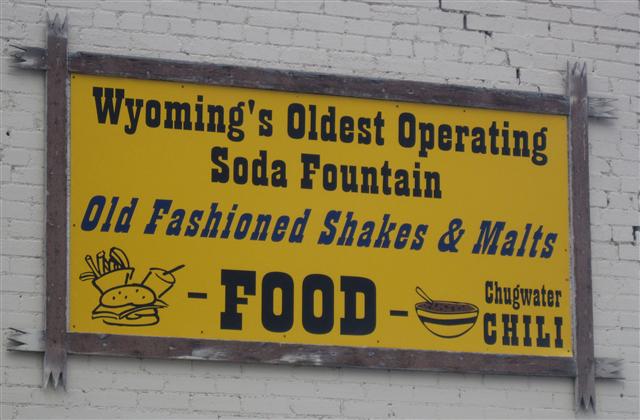 Wyoming's Oldest Operating
Soda Fountain
Old Fashioned Shakes & Malts
- FOOD -
Chugwater
CHILI